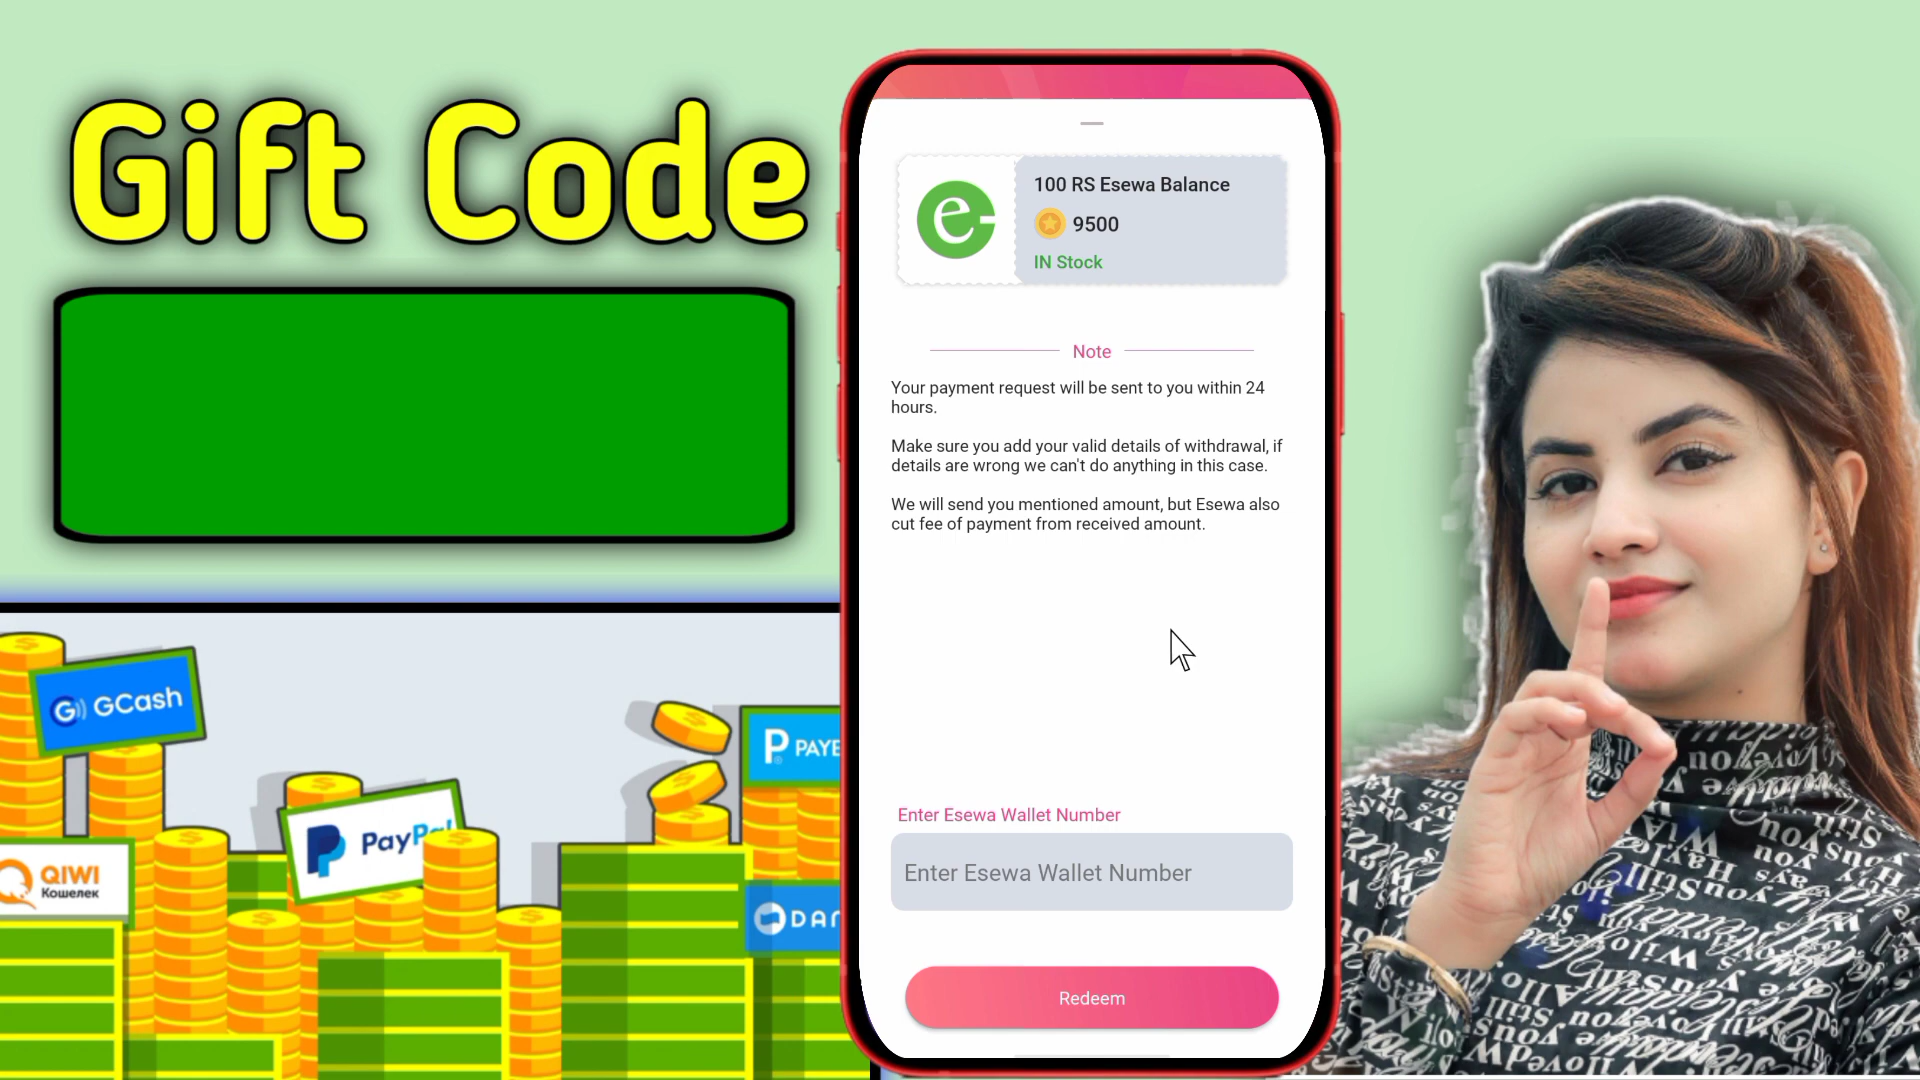 Gift Code
100 RS Esewa Balance
9500
IN Stock
Note
Your payment request will be sent to you within 24
hours.
Make sure you add your valid details of withdrawal, if
details are wrong we can't do anything in this case.
We will send you mentioned amount, but Esewa also
cut fee of payment from received amount.
Enter Esewa Wallet Number
Enter Esewa Wallet Number
Redeem
GCash
PayPal
QIWI
Кошелек